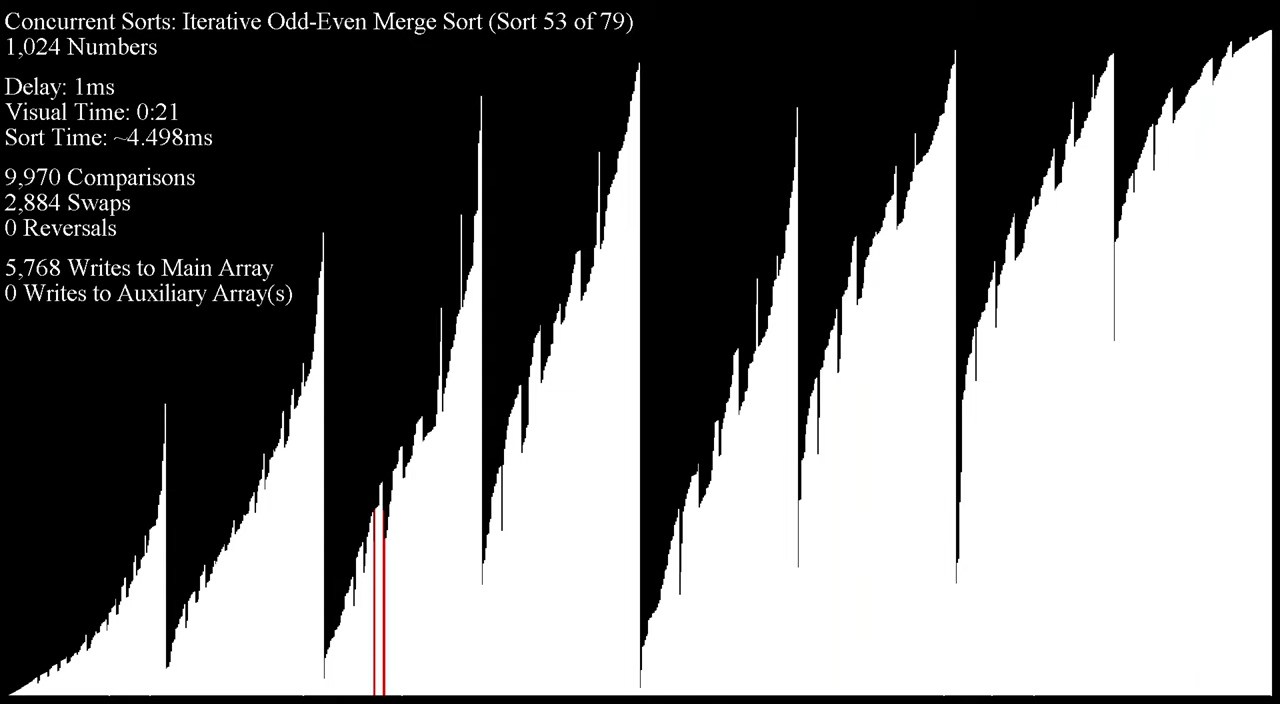 Concurrent Sorts: Iterative Odd-Even Merge Sort (Sort 53 of 79)
1,024 Numbers
Delay: 1ms
Visual Time: 0:21
Sort Time: ~4.498ms
9,970 Comparisons
2,884 Swaps
0 Reversals
5,768 Writes to Main Array
0 Writes to Auxiliary Array(s)